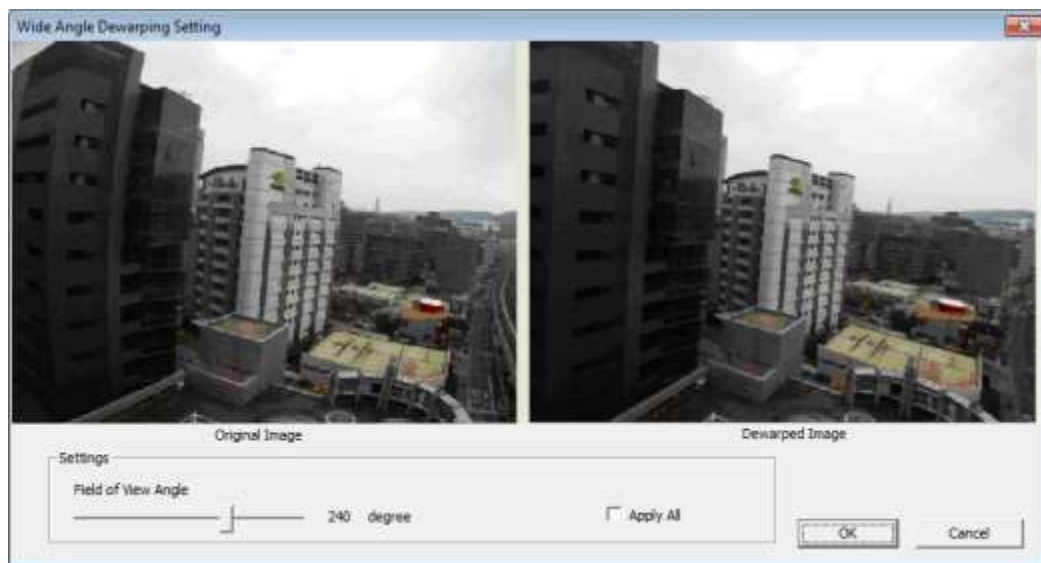 Wide Angle Dewarping Setting
Original Image
Dewarped Image
Settings
Field of View Angle
240 degree
Apply All
OK
Cancel